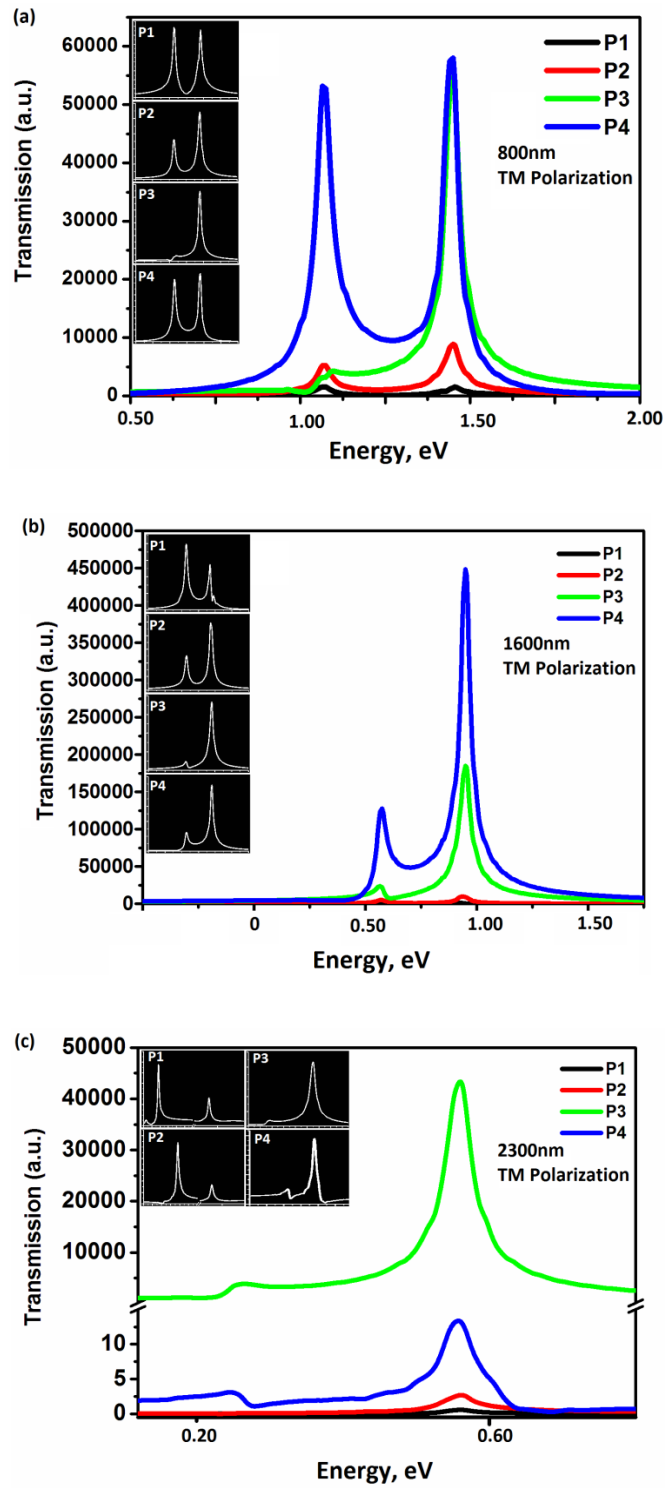 (a)
60000
50000
40000
30000
20000
10000
0
Transmission (a.u.)
P1
P2
P3
P4
P1
P2
P3
P4
800nm
TM Polarization
0.50
1.00
1.50
2.00
Energy, eV
(b)
500000
450000
400000
350000
300000
250000
200000
150000
100000
50000
0
Transmission (a.u.)
P1
P2
P3
P4
P1
P2
P3
P4
1600nm
TM Polarization
0
0.50
1.00
1.50
Energy, eV
(c)
50000
40000
30000
20000
10000
10
5
0
Transmission (a.u.)
P1
P3
P2
P4
P1
P2
P3
P4
2300nm
TM Polarization
0.20
0.60
Energy, eV